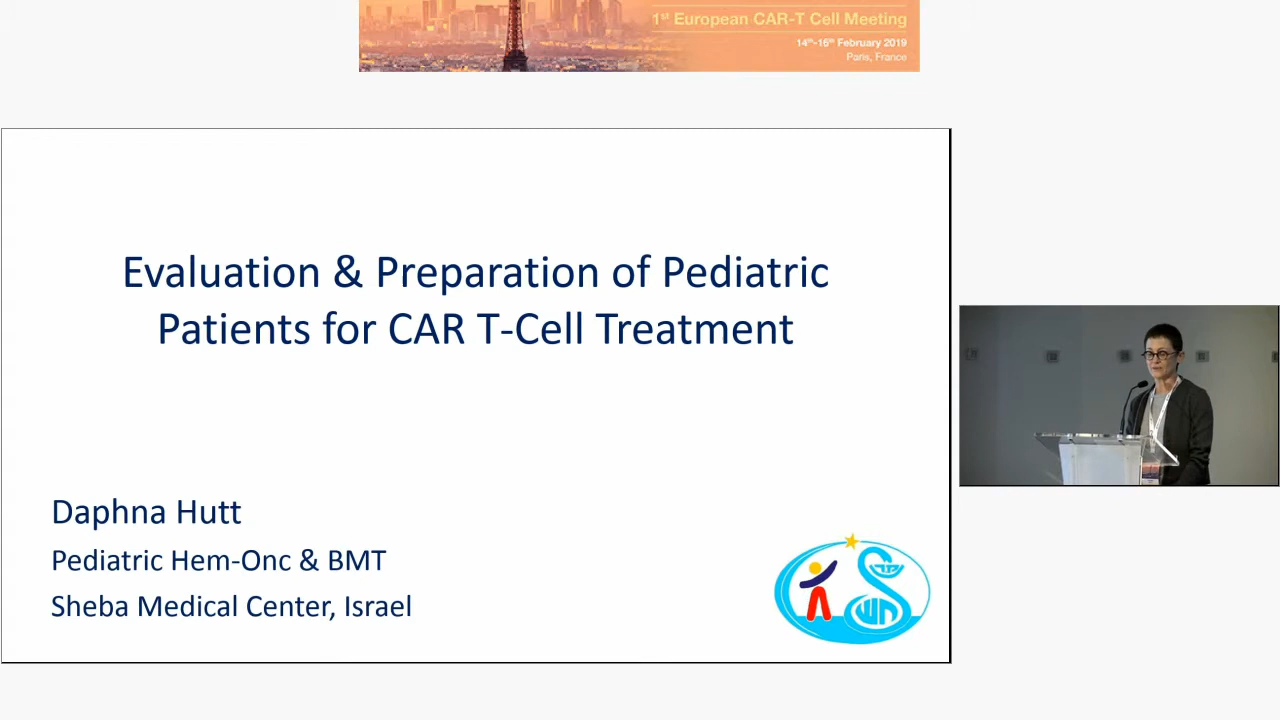 1st European CAR-T Cell Meeting
14th-16th February 2019
Paris, France
Evaluation & Preparation of Pediatric
Patients for CAR T-Cell Treatment
Daphna Hutt
Pediatric Hem-Onc & BMT
Sheba Medical Center, Israel